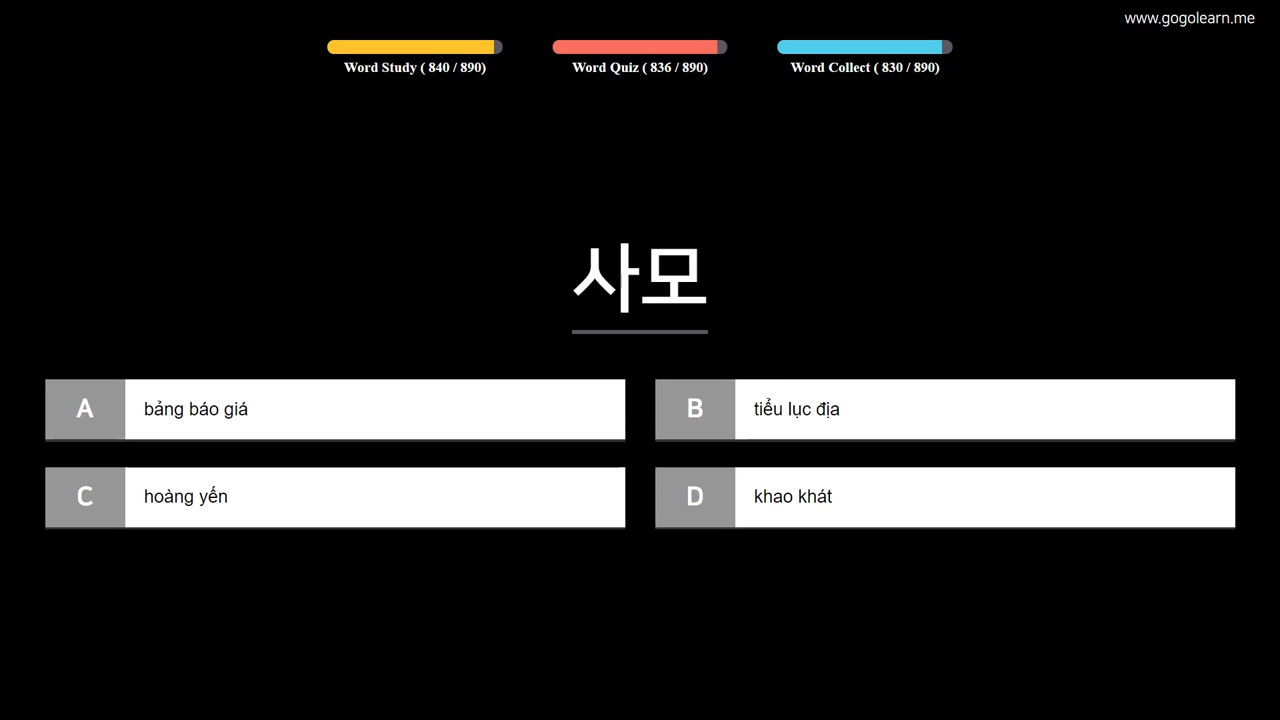 www.gogolearn.me
Word Study ( 840 / 890)
Word Quiz ( 836 / 890)
Word Collect ( 830 / 890)
사모
A bảng báo giá
B tiểu lục địa
C hoàng yến
D khao khát